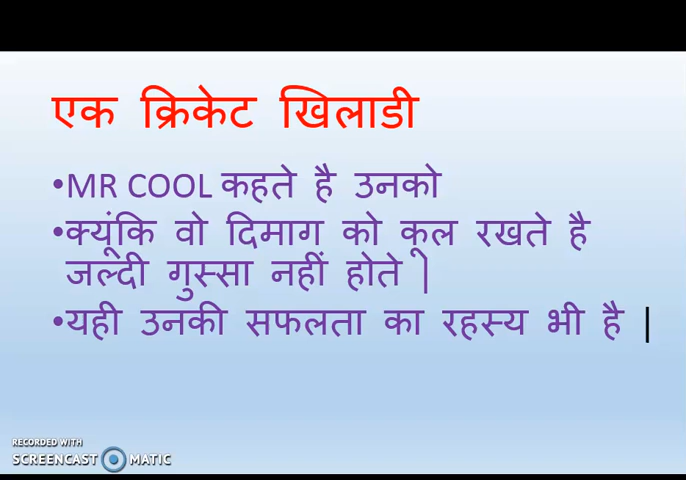 एक क्रिकेट खिलाडी
•MR COOL कहते है उनको
•क्यूंकि वो दिमाग को कूल रखते है
जल्दी गुस्सा नहीं होते |
•यही उनकी सफलता का रहस्य भी है |
RECORDED WITH
SCREENCAST MATIC